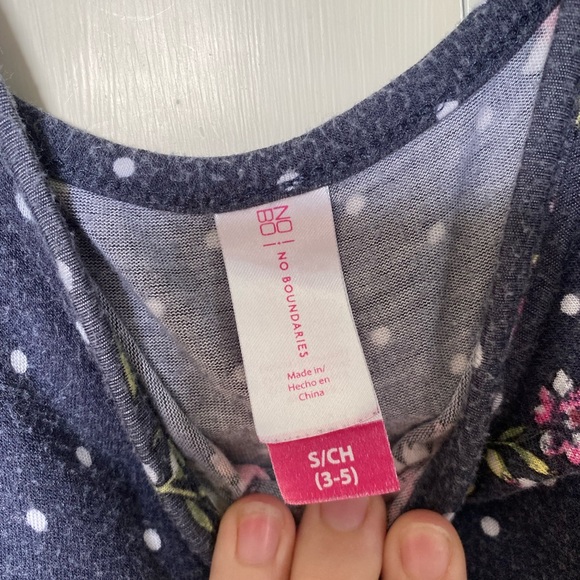 NO
BO
NO BOUNDARIES
Made in/
Hecho en
China
S/CH
(3-5)